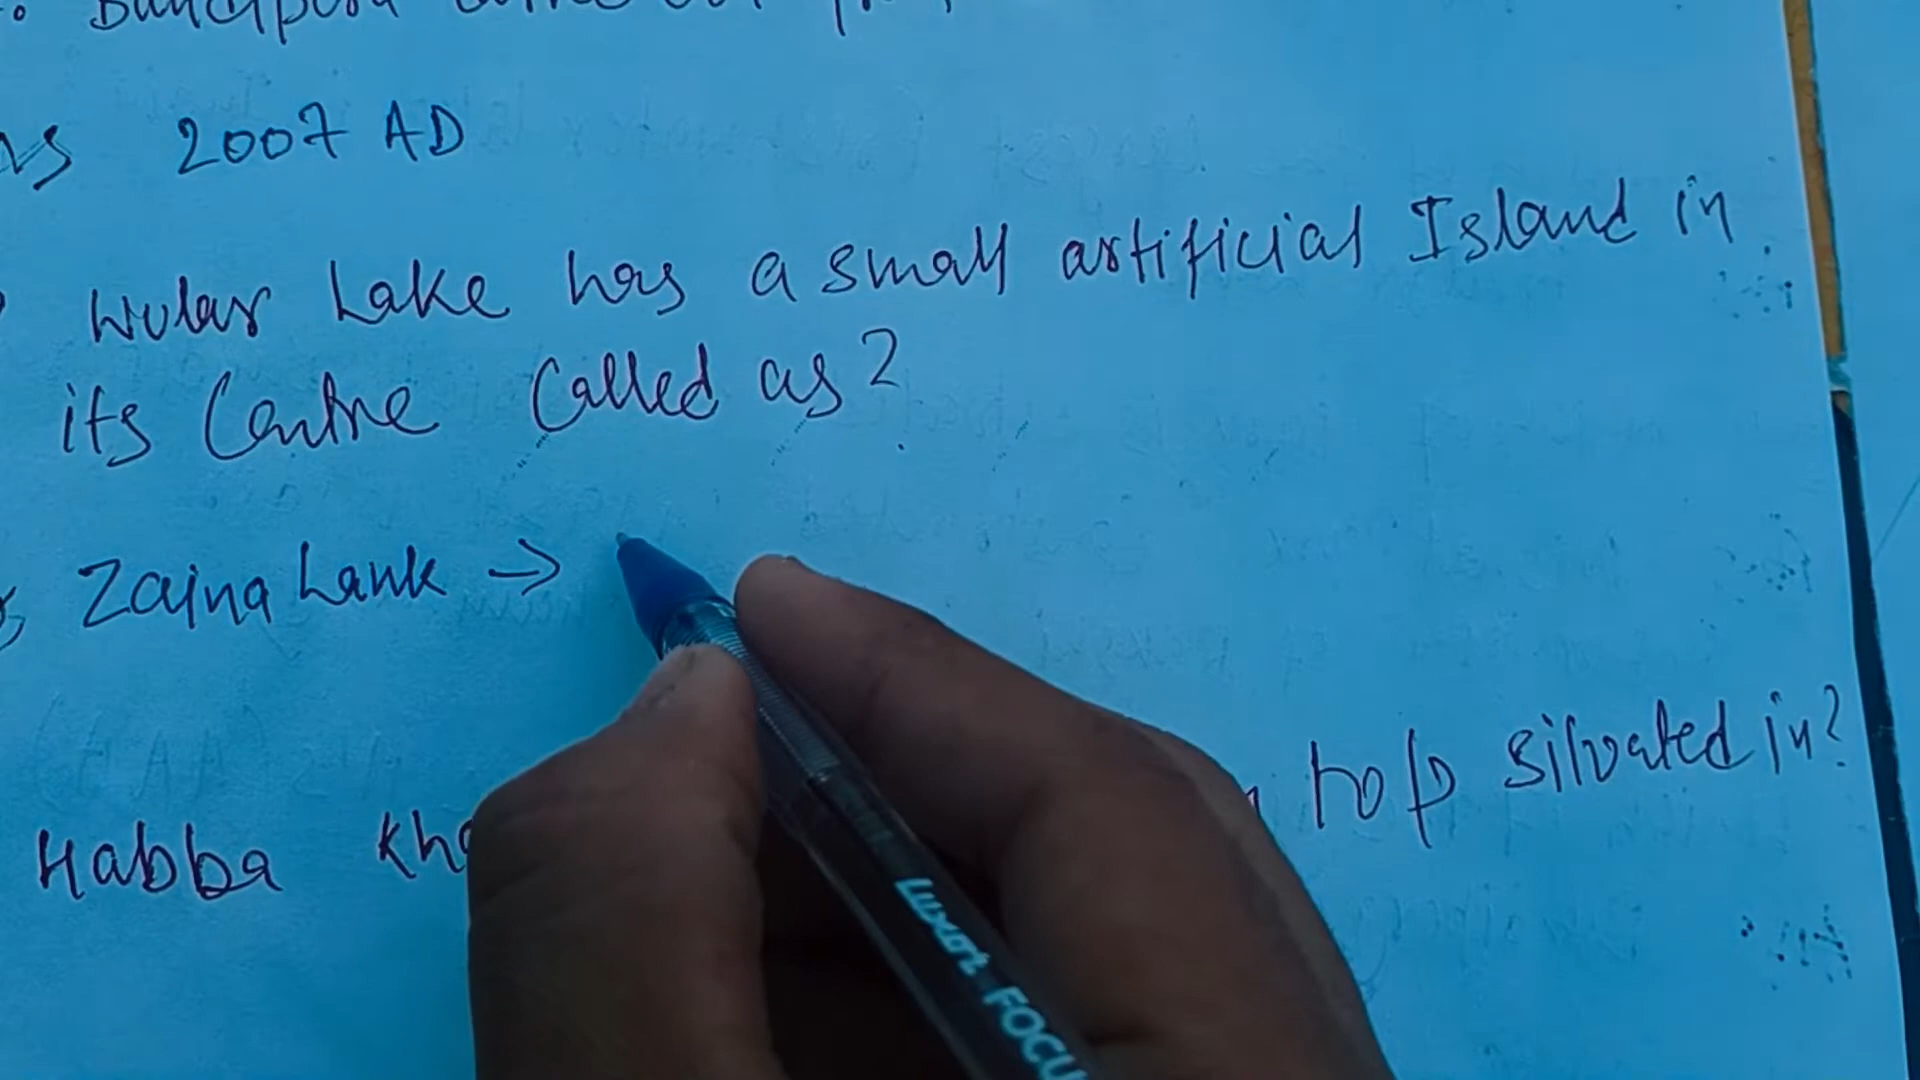 2007 AD
Wular Lake has a small artificial Island in
its Centre Called as?
Zaina Lank →
Habba top situated in?
Luxor FOCU